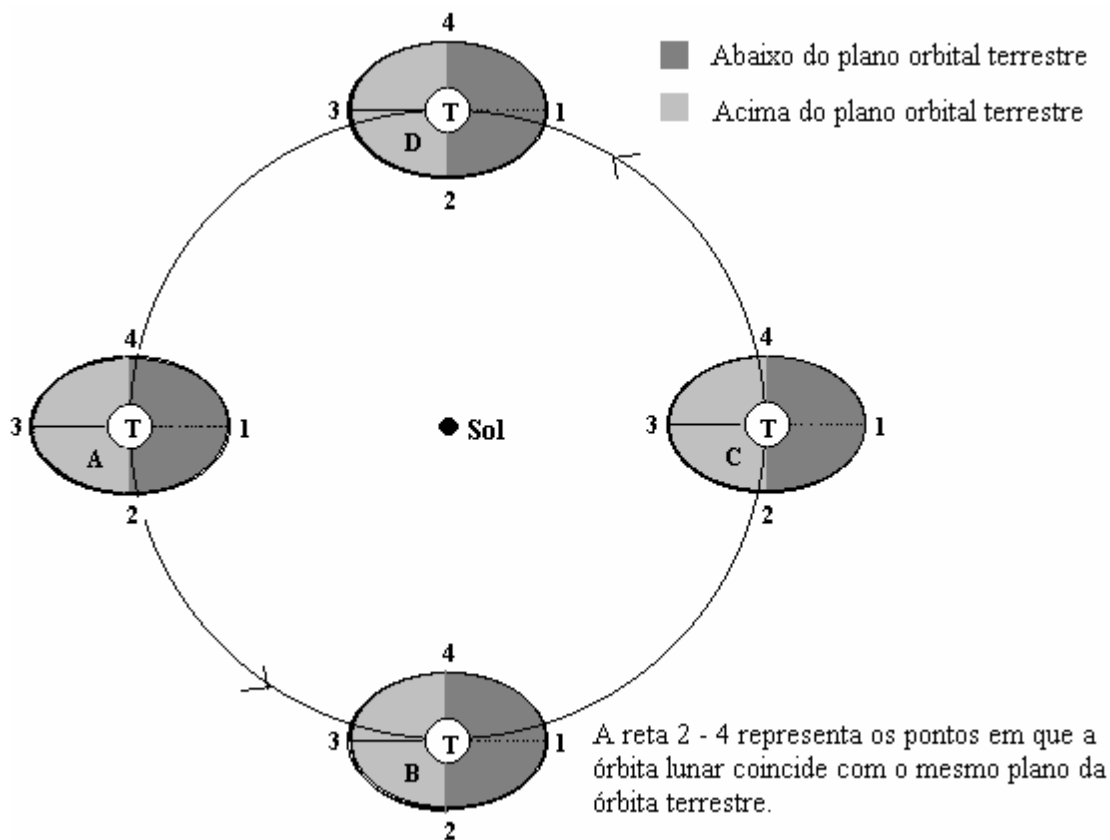 4
Abaixo do plano orbital terrestre
Acima do plano orbital terrestre
3 T 1
D
2
4
3 T 1
A
2
Sol
4
3 T 1
C
2
4
3 T 1
B
2
A reta 2 - 4 representa os pontos em que a
órbita lunar coincide com o mesmo plano da
órbita terrestre.